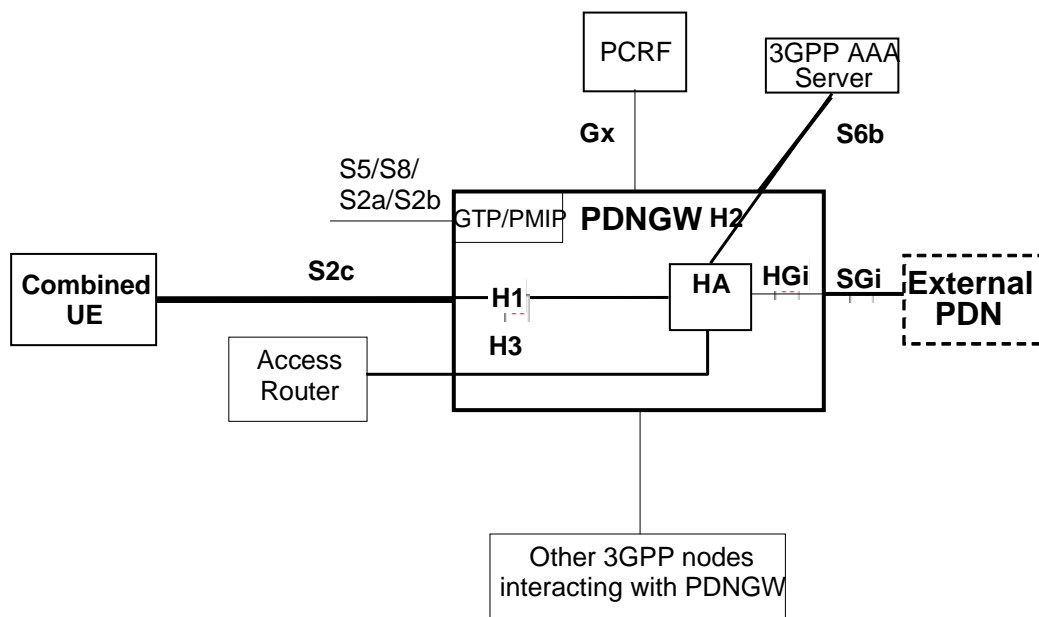 PCRF
3GPP AAA
Server
Gx
S6b
S5/S8/
S2a/S2b
GTP/PMIP
PDNGW H2
Combined
UE
S2c
H1
HA
HGi
SGi
External
PDN
H3
Access
Router
Other 3GPP nodes
interacting with PDNGW